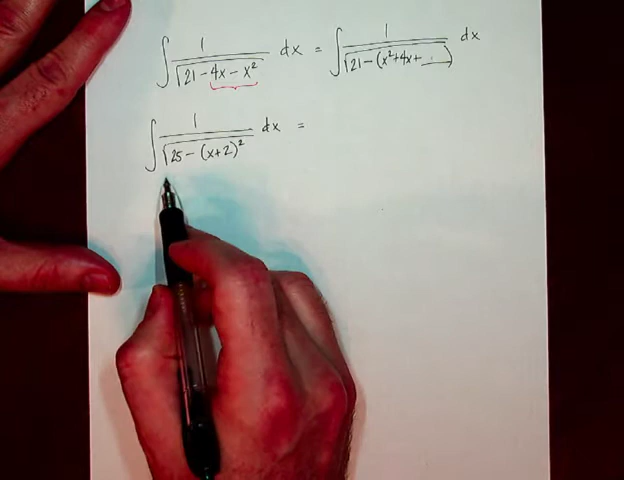 ∫ 1/√(21 − 4x − x²) dx = ∫ 1/√(21 − (x² + 4x + __)) dx
∫ 1/√(25 − (x+2)²) dx =